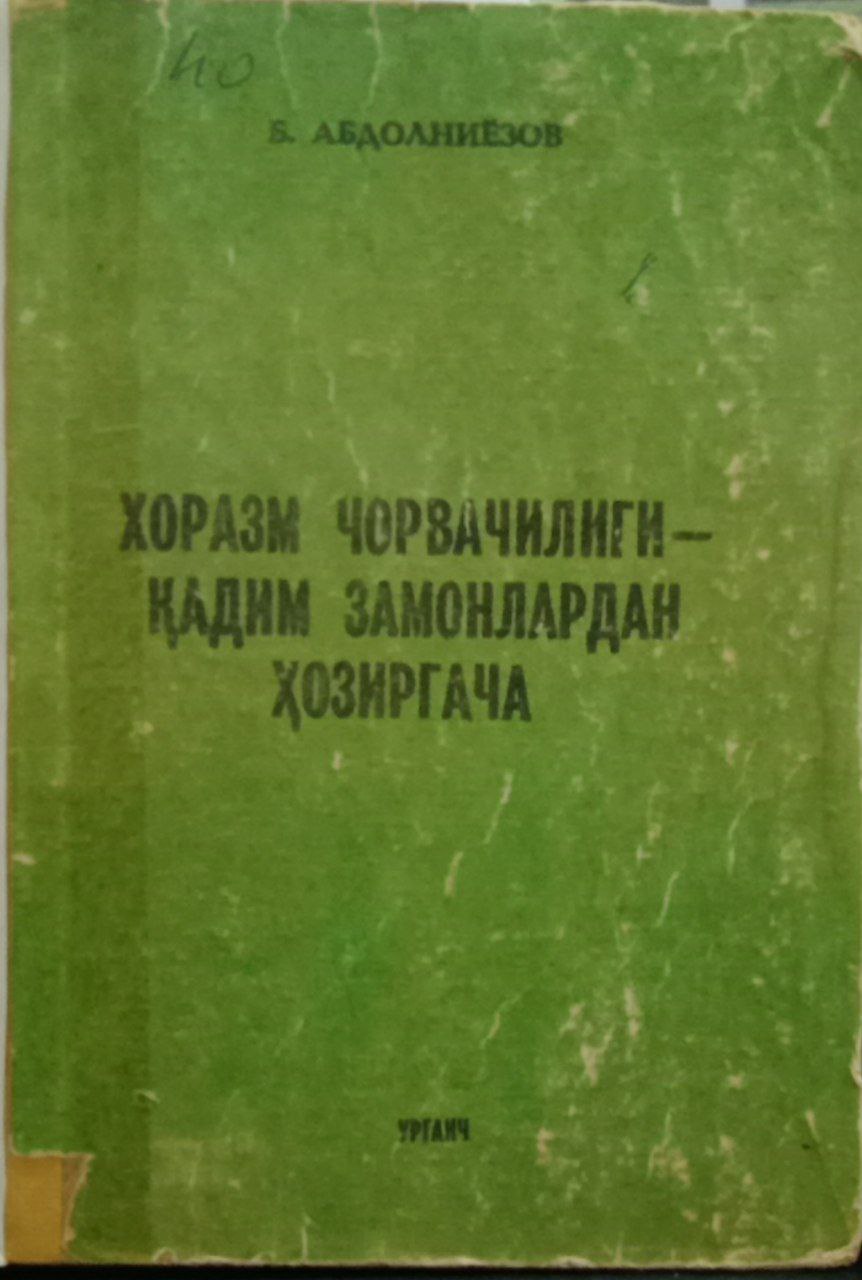 40
Б. АБДОЛНИЁЗОВ
ХОРАЗМ ЧОРВАЧИЛИГИ —
ҚАДИМ ЗАМОНЛАРДАН
ҲОЗИРГАЧА
УРГАНЧ